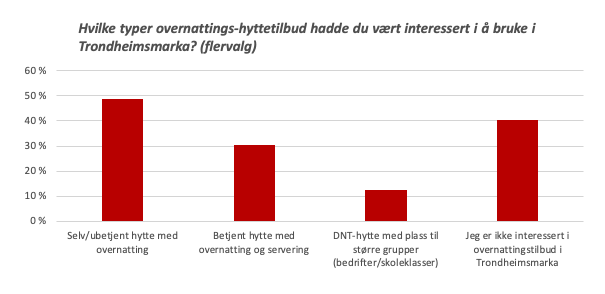 Hvilke typer overnattings-hyttetilbud hadde du vært interessert i å bruke i
Trondheimsmarka? (flervalg)
60 %
50 %
40 %
30 %
20 %
10 %
0 %
Selv/ubetjent hytte med
overnatting
Betjent hytte med
overnatting og servering
DNT-hytte med plass til
større grupper
(bedrifter/skoleklasser)
Jeg er ikke interessert i
overnattingstilbud i
Trondheimsmarka